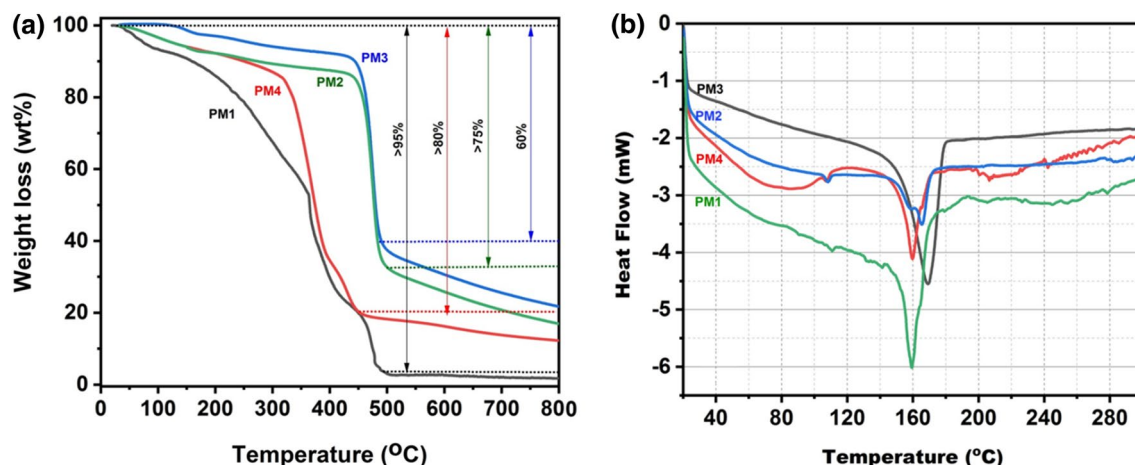 (a)
Weight loss (wt%)
100
80
60
40
20
0
PM3
PM2
PM4
PM1
>95%
>80%
>75%
60%
0 100 200 300 400 500 600 700 800
Temperature (OC)
(b)
Heat Flow (mW)
0
-1
-2
-3
-4
-5
-6
PM3
PM2
PM4
PM1
40 80 120 160 200 240 280
Temperature (°C)